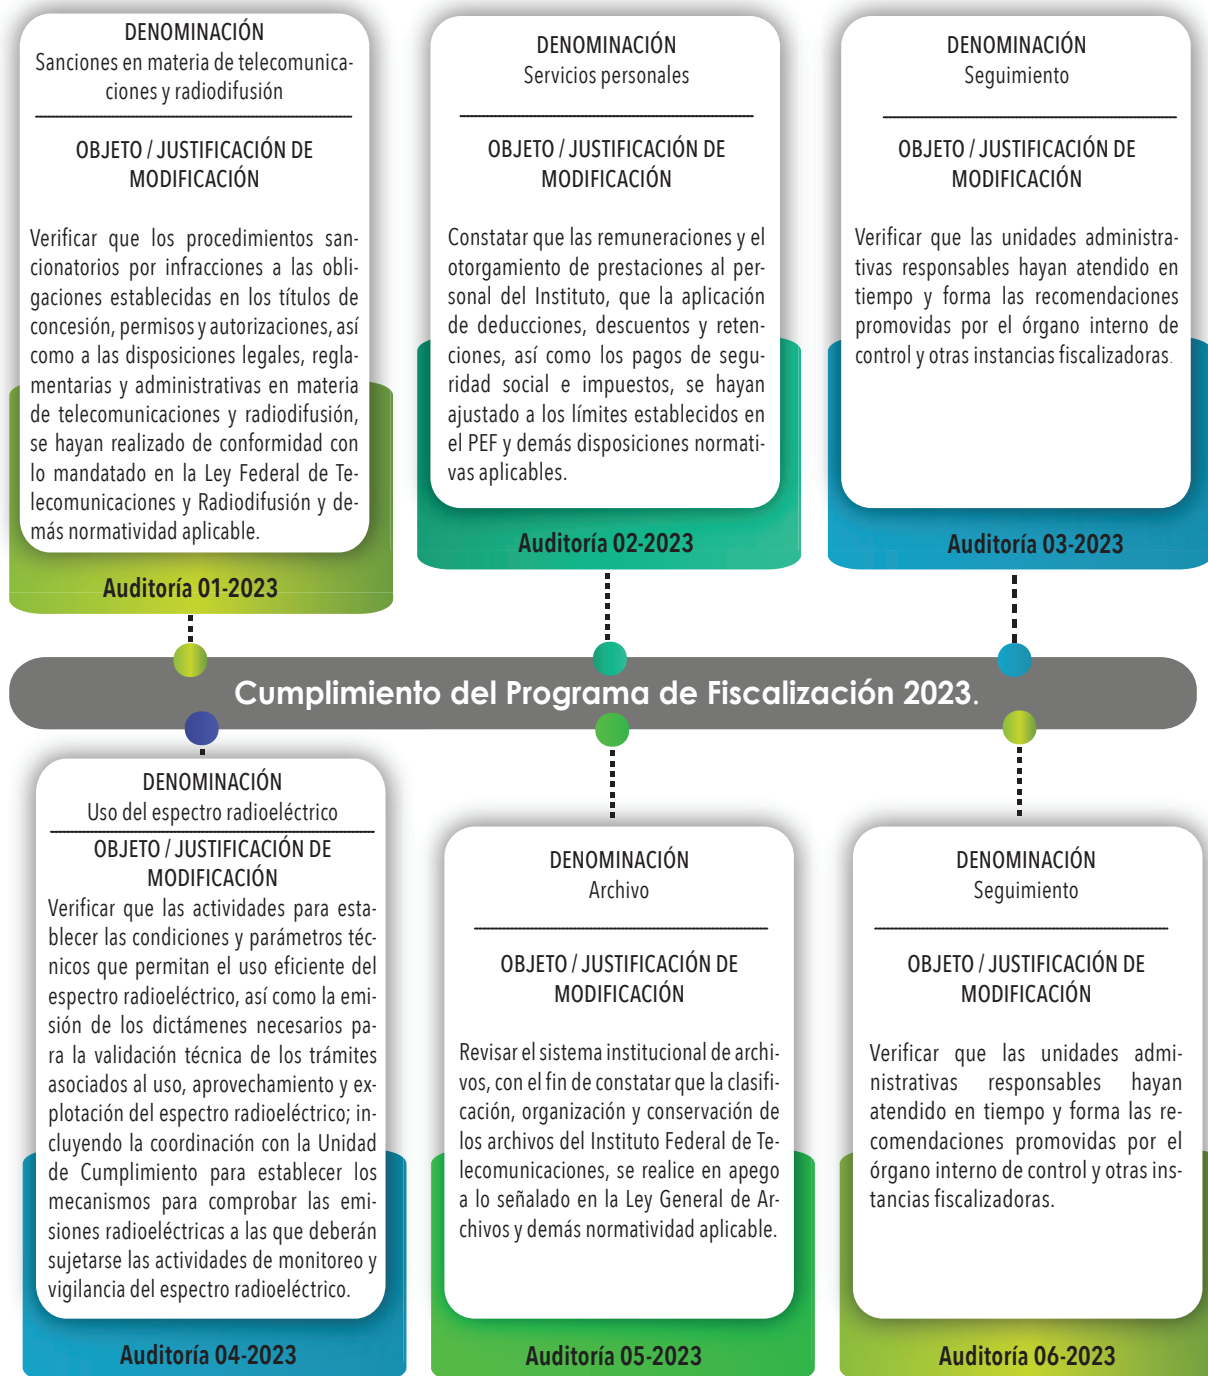 DENOMINACIÓN
Sanciones en materia de telecomunica-
ciones y radiodifusión
OBJETO / JUSTIFICACIÓN DE
MODIFICACIÓN
Verificar que los procedimientos san-
cionatorios por infracciones a las obli-
gaciones establecidas en los títulos de
concesión, permisos y autorizaciones, así
como a las disposiciones legales, regla-
mentarias y administrativas en materia
de telecomunicaciones y radiodifusión,
se hayan realizado de conformidad con
lo mandatado en la Ley Federal de Te-
lecomunicaciones y Radiodifusión y de-
más normatividad aplicable.
Auditoría 01-2023
DENOMINACIÓN
Servicios personales
OBJETO / JUSTIFICACIÓN DE
MODIFICACIÓN
Constatar que las remuneraciones y el
otorgamiento de prestaciones al per-
sonal del Instituto, que la aplicación
de deducciones, descuentos y reten-
ciones, así como los pagos de segu-
ridad social e impuestos, se hayan
ajustado a los límites establecidos en
el PEF y demás disposiciones normati-
vas aplicables.
Auditoría 02-2023
DENOMINACIÓN
Seguimiento
OBJETO / JUSTIFICACIÓN DE
MODIFICACIÓN
Verificar que las unidades administra-
tivas responsables hayan atendido en
tiempo y forma las recomendaciones
promovidas por el órgano interno de
control y otras instancias fiscalizadoras.
Auditoría 03-2023
Cumplimiento del Programa de Fiscalización 2023.
DENOMINACIÓN
Uso del espectro radioeléctrico
OBJETO / JUSTIFICACIÓN DE
MODIFICACIÓN
Verificar que las actividades para esta-
blecer las condiciones y parámetros téc-
nicos que permitan el uso eficiente del
espectro radioeléctrico, así como la emi-
sión de los dictámenes necesarios pa-
ra la validación técnica de los trámites
asociados al uso, aprovechamiento y ex-
plotación del espectro radioeléctrico; in-
cluyendo la coordinación con la Unidad
de Cumplimiento para establecer los
mecanismos para comprobar las emi-
siones radioeléctricas a las que deberán
sujetarse las actividades de monitoreo y
vigilancia del espectro radioeléctrico.
Auditoría 04-2023
DENOMINACIÓN
Archivo
OBJETO / JUSTIFICACIÓN DE
MODIFICACIÓN
Revisar el sistema institucional de archi-
vos, con el fin de constatar que la clasifi-
cación, organización y conservación de
los archivos del Instituto Federal de Te-
lecomunicaciones, se realice en apego
a lo señalado en la Ley General de Ar-
chivos y demás normatividad aplicable.
Auditoría 05-2023
DENOMINACIÓN
Seguimiento
OBJETO / JUSTIFICACIÓN DE
MODIFICACIÓN
Verificar que las unidades admi-
nistrativas responsables hayan
atendido en tiempo y forma las re-
comendaciones promovidas por el
órgano interno de control y otras ins-
tancias fiscalizadoras.
Auditoría 06-2023